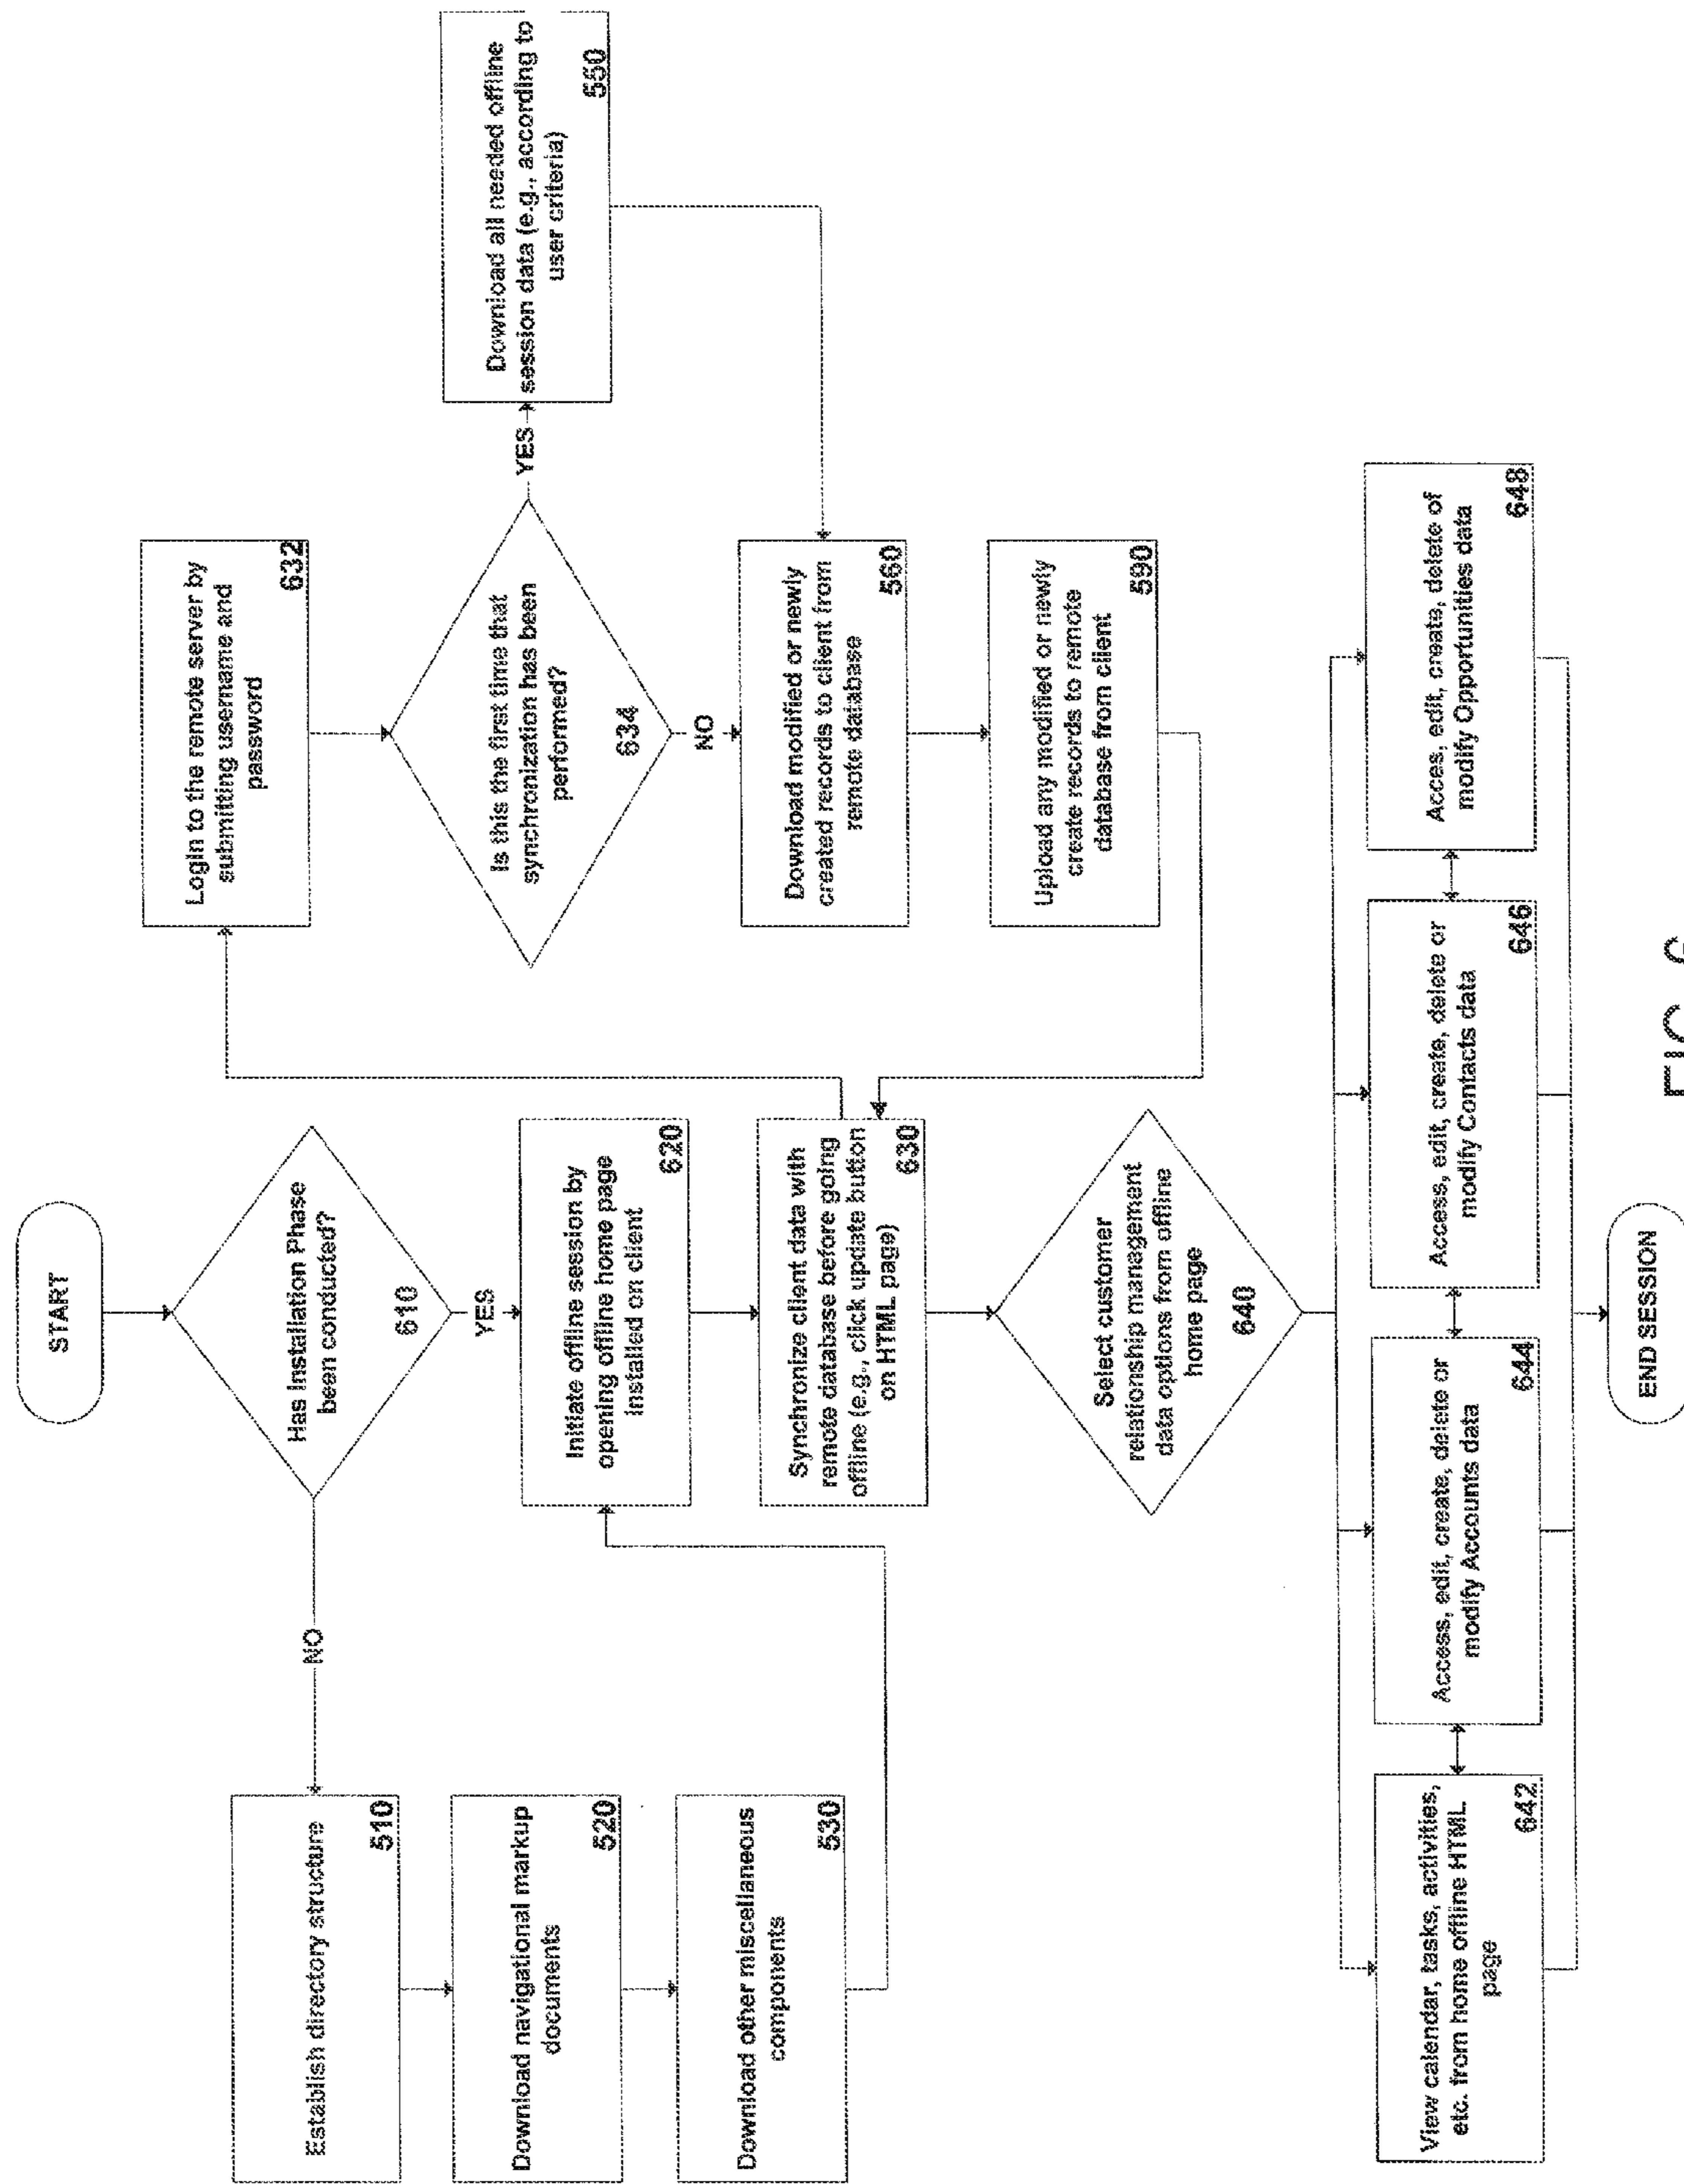 START
Has Installation Phase
been conducted?
610
NO
YES
Establish directory structure
510
Download navigational markup
documents
520
Download other miscellaneous
components
530
Initiate offline session by
opening offline home page
installed on client
620
Synchronize client data with
remote database before going
offline (e.g., click update button
on HTML page)
630
Login to the remote server by
submitting username and
password
632
Is this the first time that
synchronization has been
performed?
634
YES
NO
Download all needed offline
session data (e.g., according to
user criteria)
550
Download modified or newly
created records to client from
remote database
560
Upload any modified or newly
create records to remote
database from client
590
Select customer
relationship management
data options from offline
home page
640
View calendar, tasks, activities,
etc. from home offline HTML
page
642
Access, edit, create, delete or
modify Accounts data
644
Access, edit, create, delete or
modify Contacts data
646
Acces, edit, create, delete of
modify Opportunities data
648
END SESSION
FIG. 6